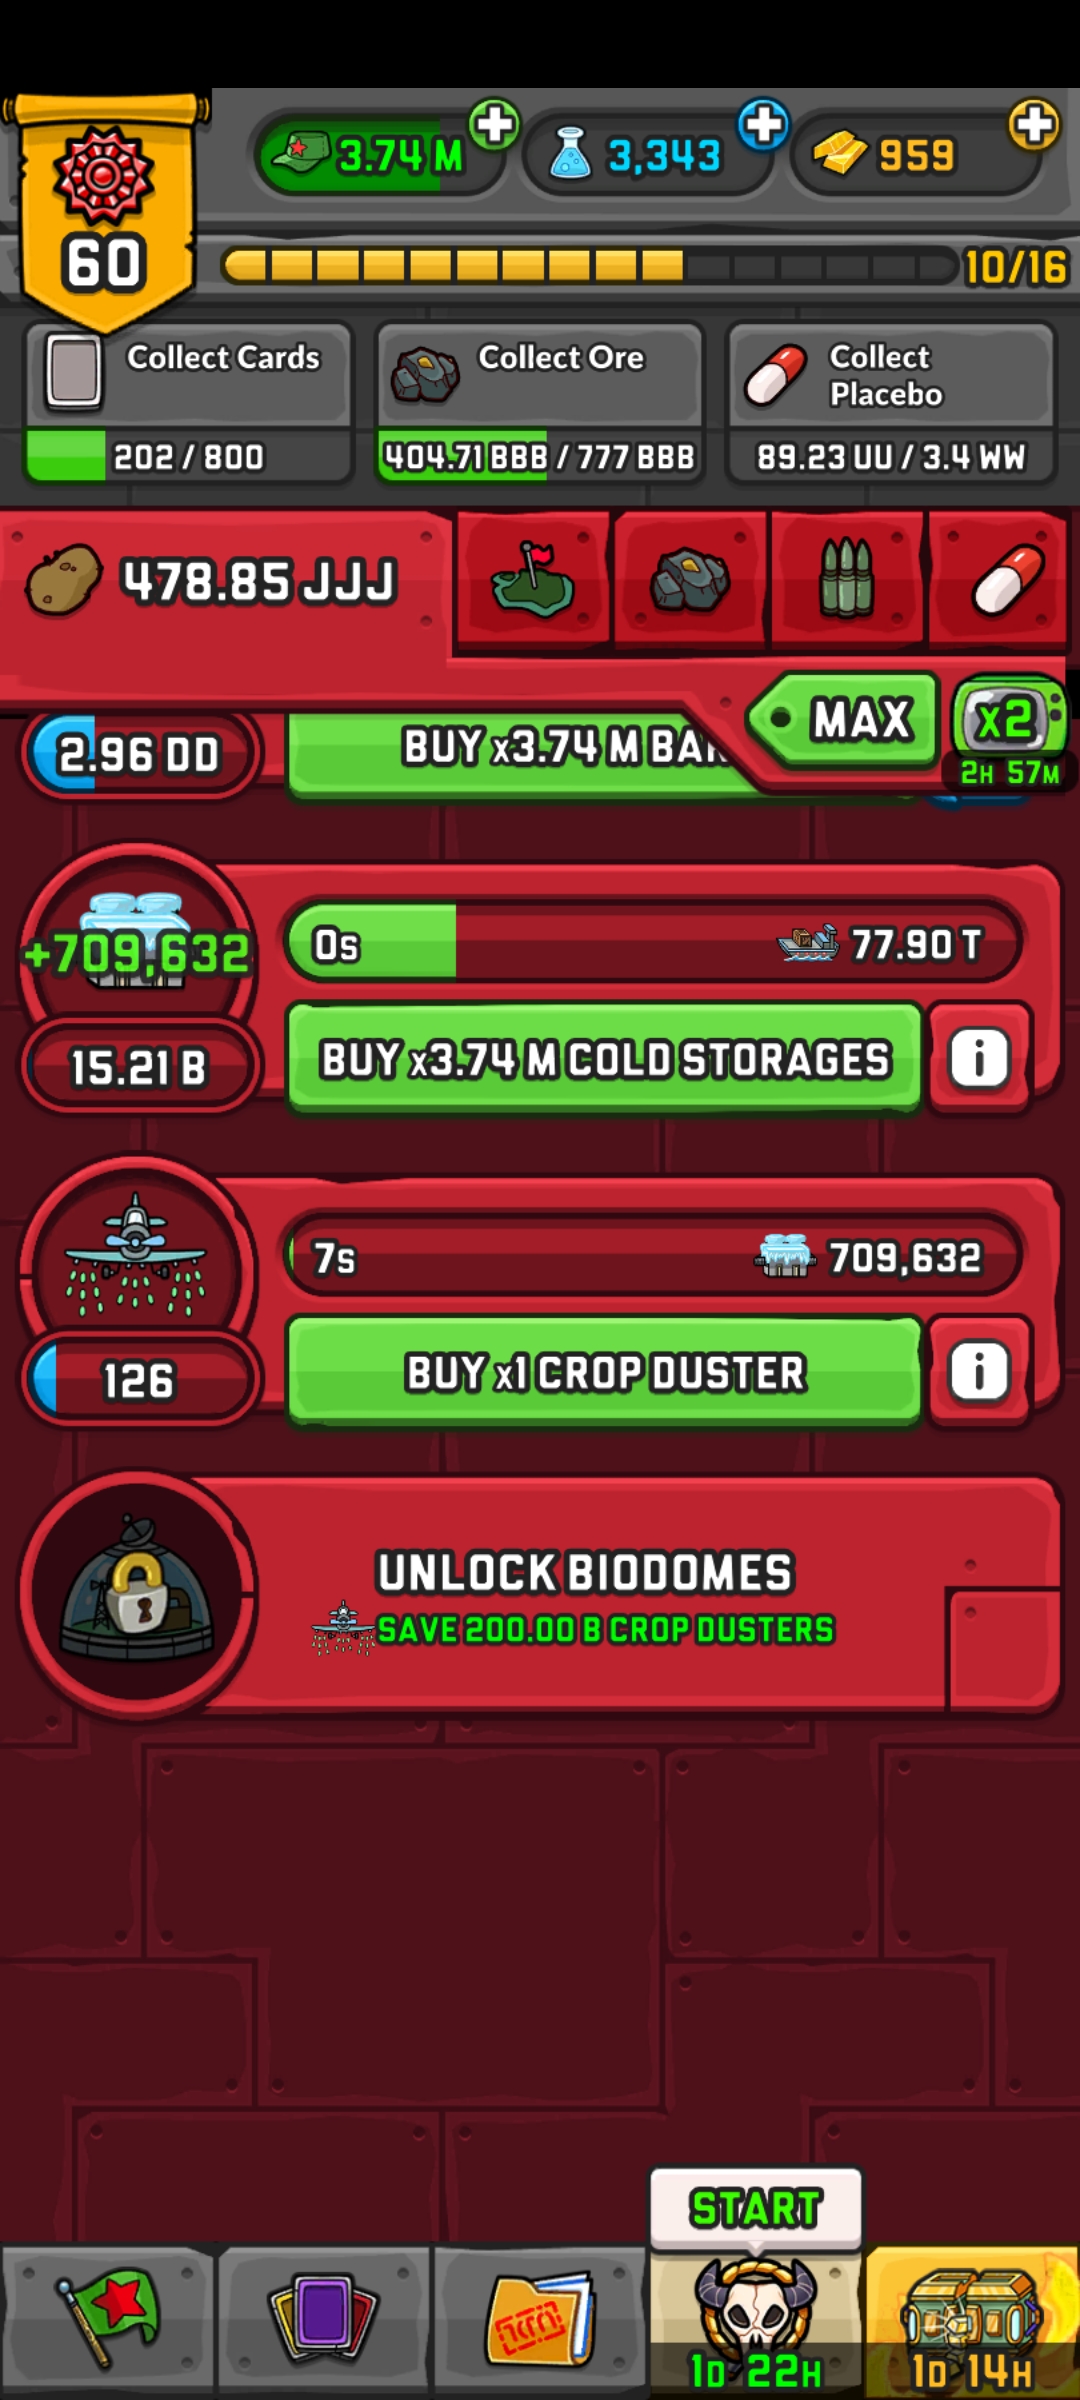 60
3.74 M
3,343
959
10/16
Collect Cards
202 / 800
Collect Ore
404.71 BBB / 777 BBB
Collect
Placebo
89.23 UU / 3.4 WW
478.85 JJJ
MAX
x2
2H 57M
2.96 DD
BUY x3.74 M
+709,632
0s
77.90 T
15.21 B
BUY x3.74 M COLD STORAGES
i
7s
709,632
126
BUY x1 CROP DUSTER
i
UNLOCK BIODOMES
SAVE 200.00 B CROP DUSTERS
START
1D 22H
1D 14H